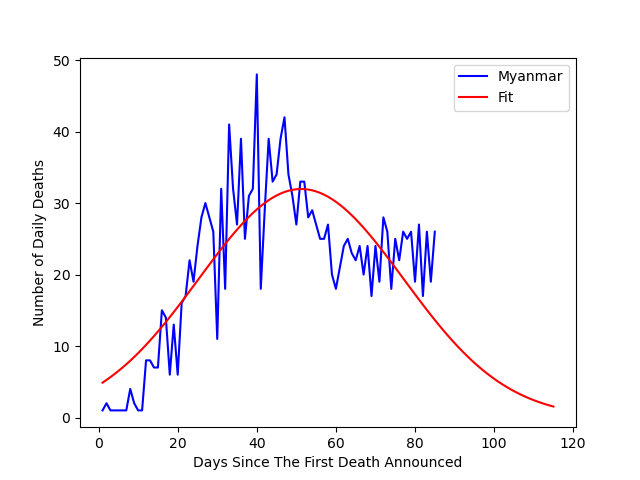 50
40
30
20
10
0
Number of Daily Deaths
Myanmar
Fit
0 20 40 60 80 100 120
Days Since The First Death Announced